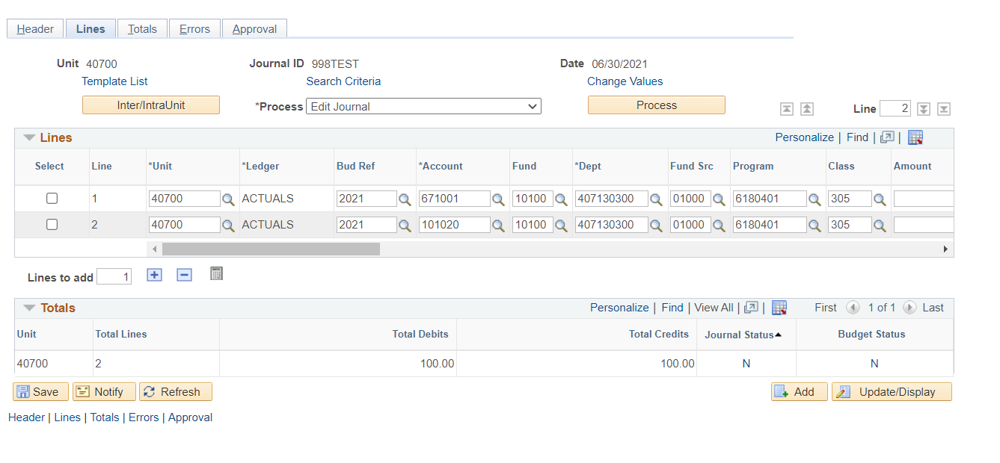 Header Lines Totals Errors Approval
Unit 40700 Journal ID 998TEST Date 06/30/2021
Template List Search Criteria Change Values
Inter/IntraUnit *Process Edit Journal Process Line 2
Lines Personalize | Find | |
Select Line *Unit *Ledger Bud Ref *Account Fund *Dept Fund Src Program Class Amount
1 40700 ACTUALS 2021 671001 10100 407130300 01000 6180401 305
2 40700 ACTUALS 2021 101020 10100 407130300 01000 6180401 305
Lines to add 1
Totals Personalize | Find | View All | | First 1 of 1 Last
Unit Total Lines Total Debits Total Credits Journal Status Budget Status
40700 2 100.00 100.00 N N
Save Notify Refresh Add Update/Display
Header | Lines | Totals | Errors | Approval